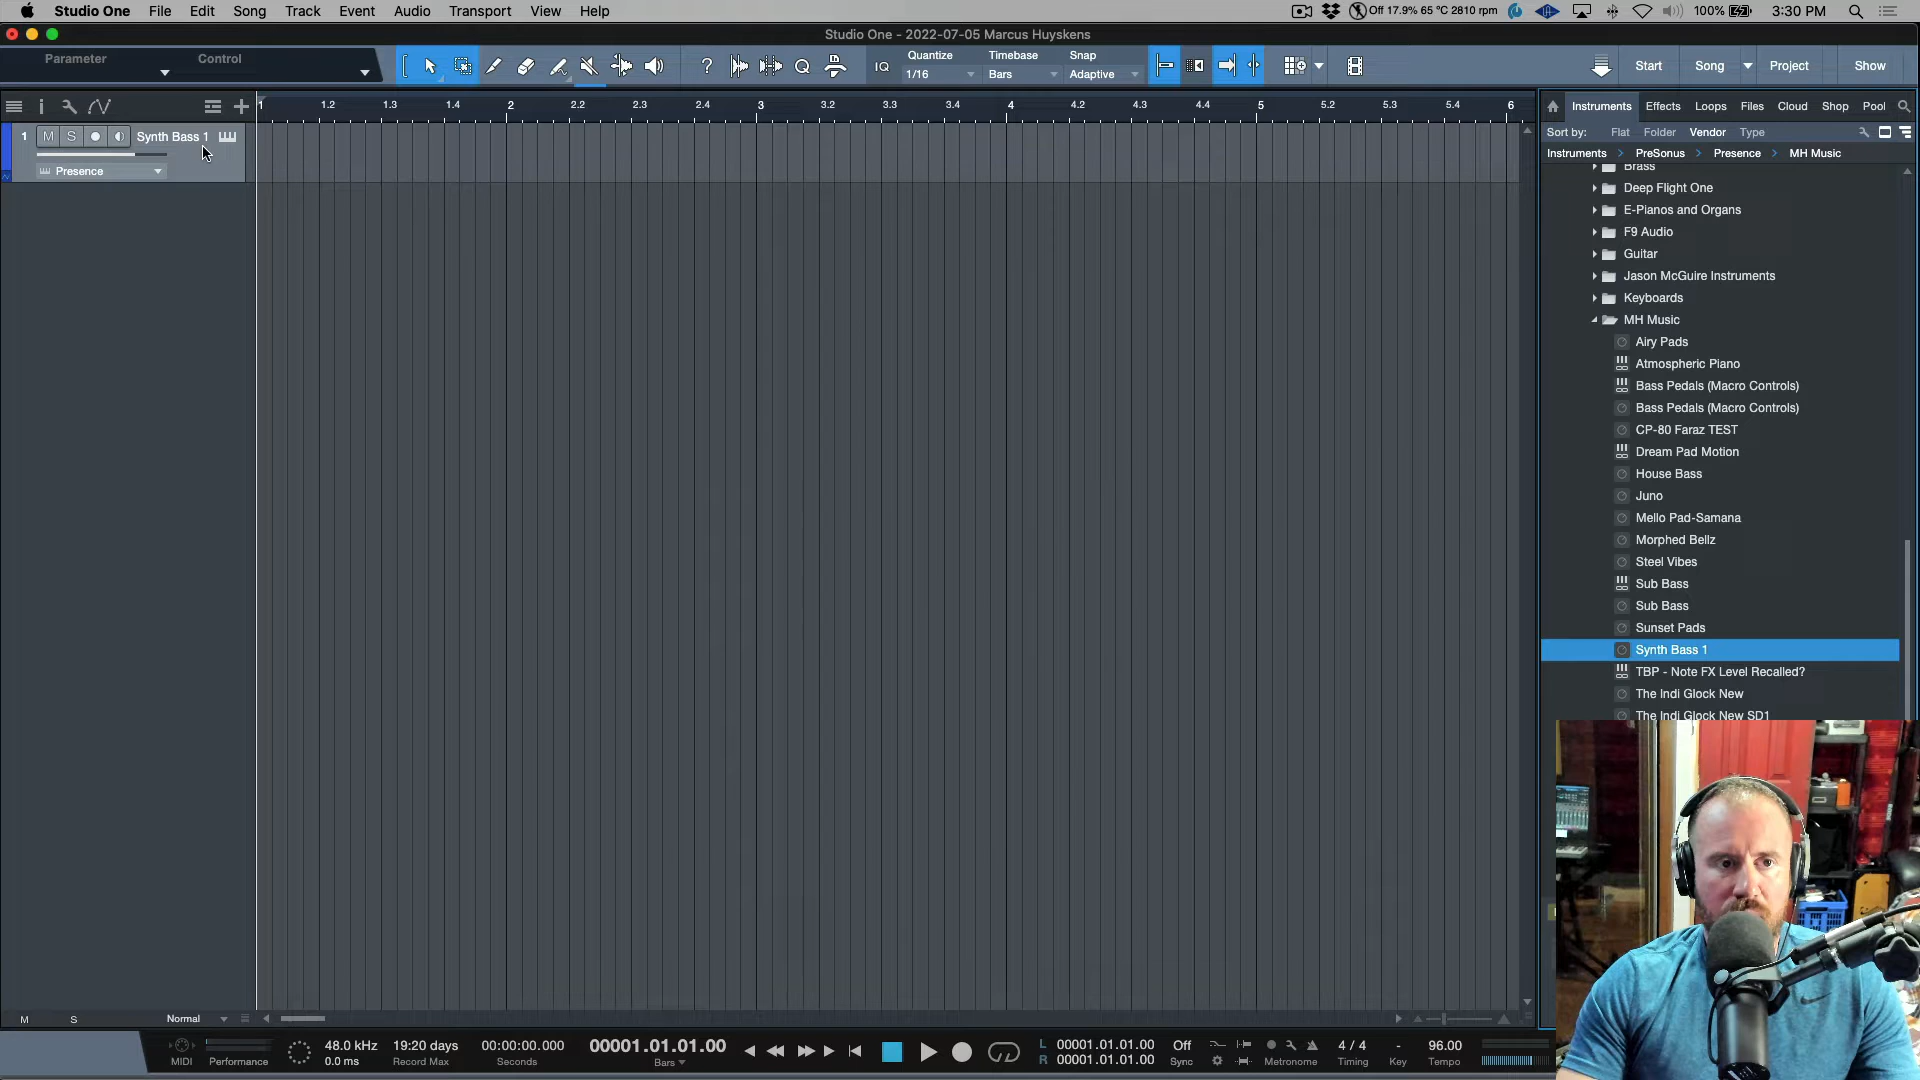 Studio One File Edit Song Track Event Audio Transport View Help
Off 17.9% 65 °C 2810 rpm 100% 3:30 PM
Studio One - 2022-07-05 Marcus Huyskens
Parameter Control
IQ Quantize 1/16 Timebase Bars Snap Adaptive
Start Song Project Show
1 1.2 1.3 1.4 2 2.2 2.3 2.4 3 3.2 3.3 3.4 4 4.2 4.3 4.4 5 5.2 5.3 5.4 6
Instruments Effects Loops Files Cloud Shop Pool
Sort by: Flat Folder Vendor Type
Instruments > PreSonus > Presence > MH Music
1 M S Synth Bass 1
Presence
Brass
Deep Flight One
E-Pianos and Organs
F9 Audio
Guitar
Jason McGuire Instruments
Keyboards
MH Music
Airy Pads
Atmospheric Piano
Bass Pedals (Macro Controls)
Bass Pedals (Macro Controls)
CP-80 Faraz TEST
Dream Pad Motion
House Bass
Juno
Mello Pad-Samana
Morphed Bellz
Steel Vibes
Sub Bass
Sub Bass
Sunset Pads
Synth Bass 1
TBP - Note FX Level Recalled?
The Indi Glock New
The Indi Glock New SD1
M S Normal
MIDI Performance
48.0 kHz
0.0 ms
19:20 days
Record Max
00:00:00.000
Seconds
00001.01.01.00
Bars
L 00001.01.01.00
R 00001.01.01.00
Off
Sync
Metronome
4 / 4
Timing
-
Key
96.00
Tempo